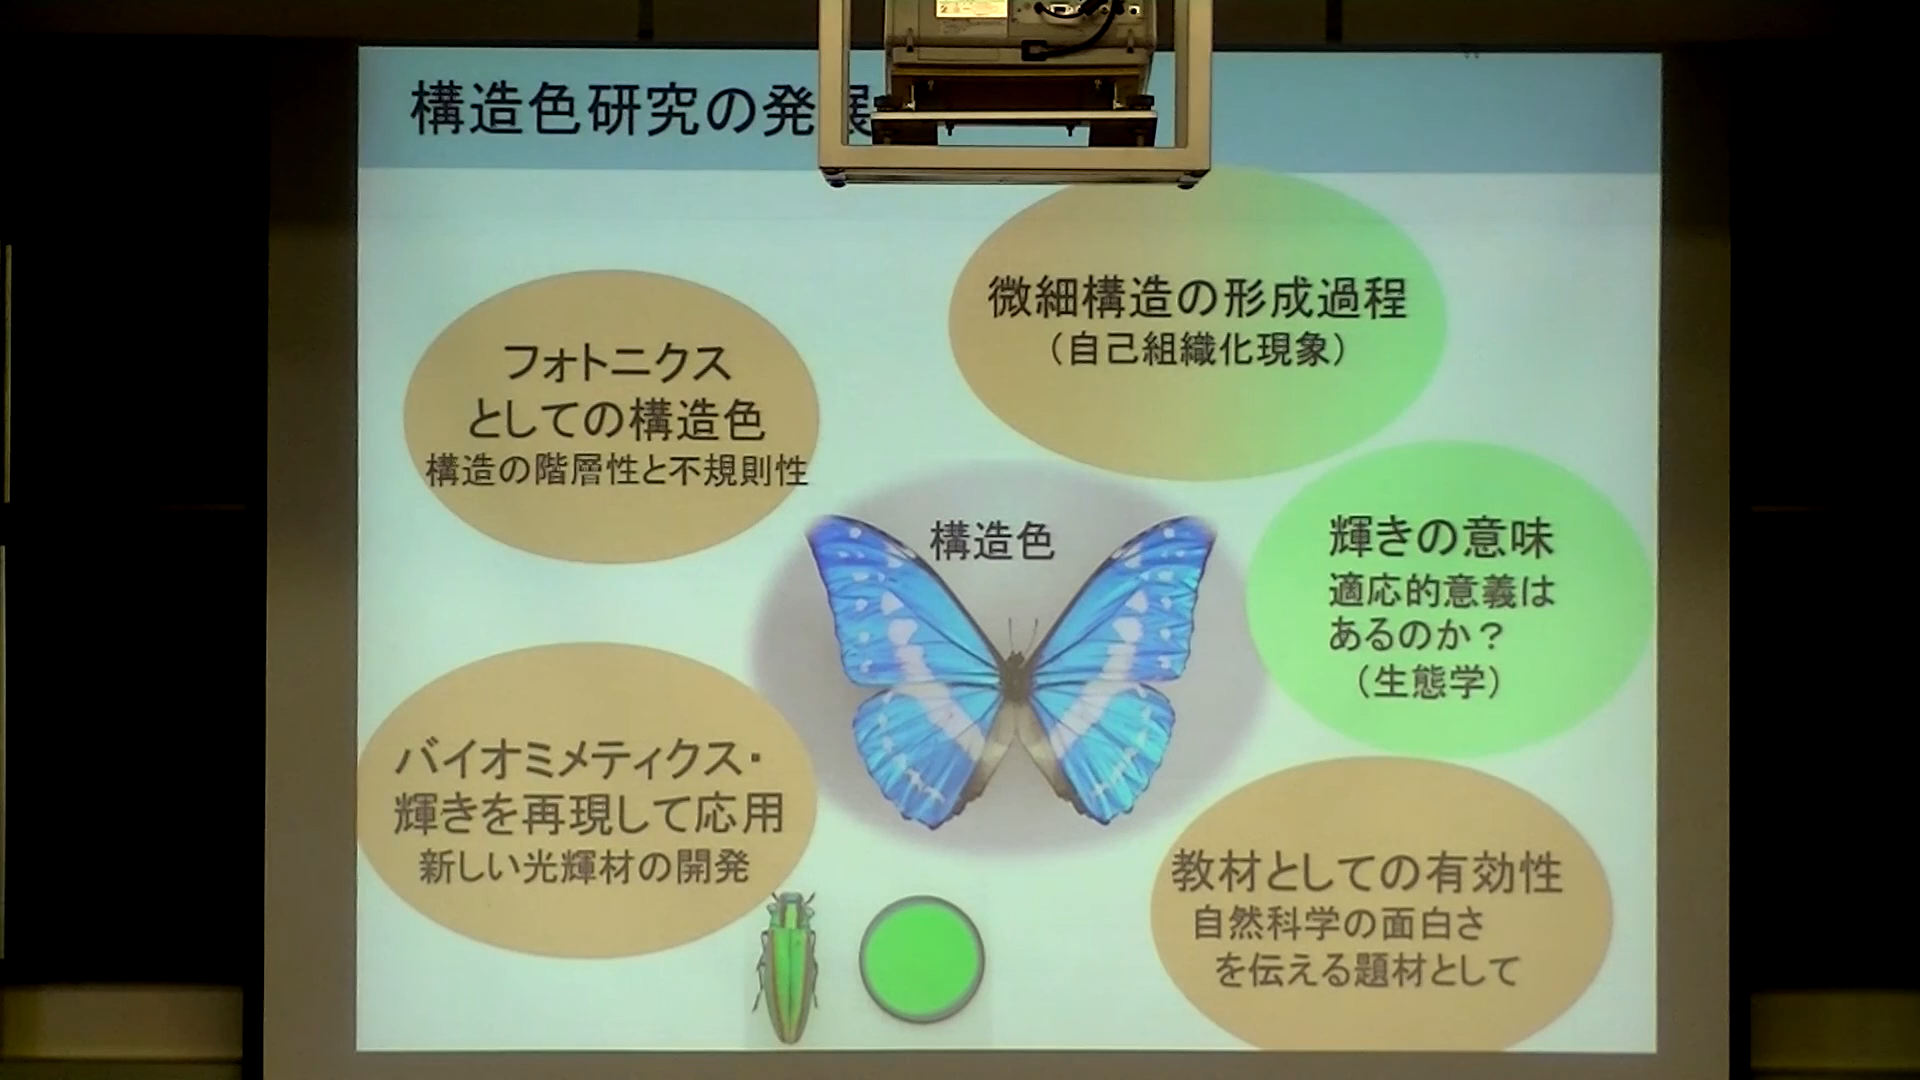 構造色研究の発展
微細構造の形成過程
（自己組織化現象）
フォトニクス
としての構造色
構造の階層性と不規則性
構造色
輝きの意味
適応的意義は
あるのか？
（生態学）
バイオミメティクス・
輝きを再現して応用
新しい光輝材の開発
教材としての有効性
自然科学の面白さ
を伝える題材として